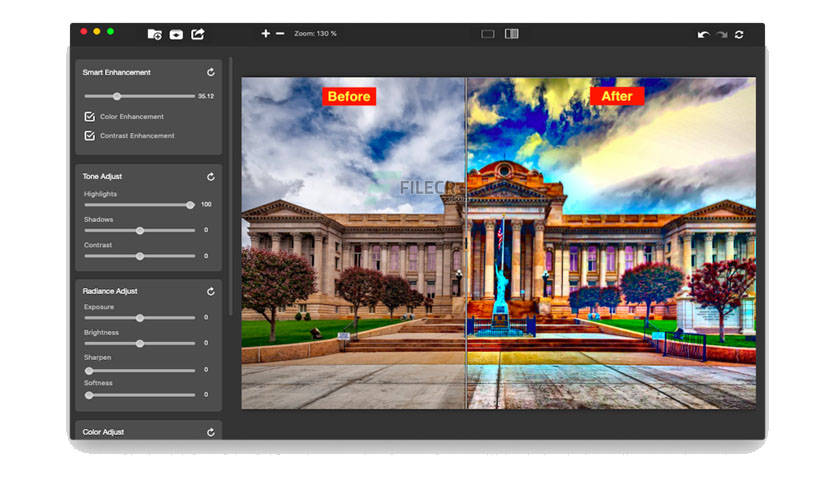 Zoom: 130 %
Smart Enhancement
35.12
Color Enhancement
Contrast Enhancement
Tone Adjust
Highlights
100
Shadows
0
Contrast
0
Radiance Adjust
Exposure
0
Brightness
0
Sharpen
0
Softness
0
Color Adjust
Before
After
FILECR